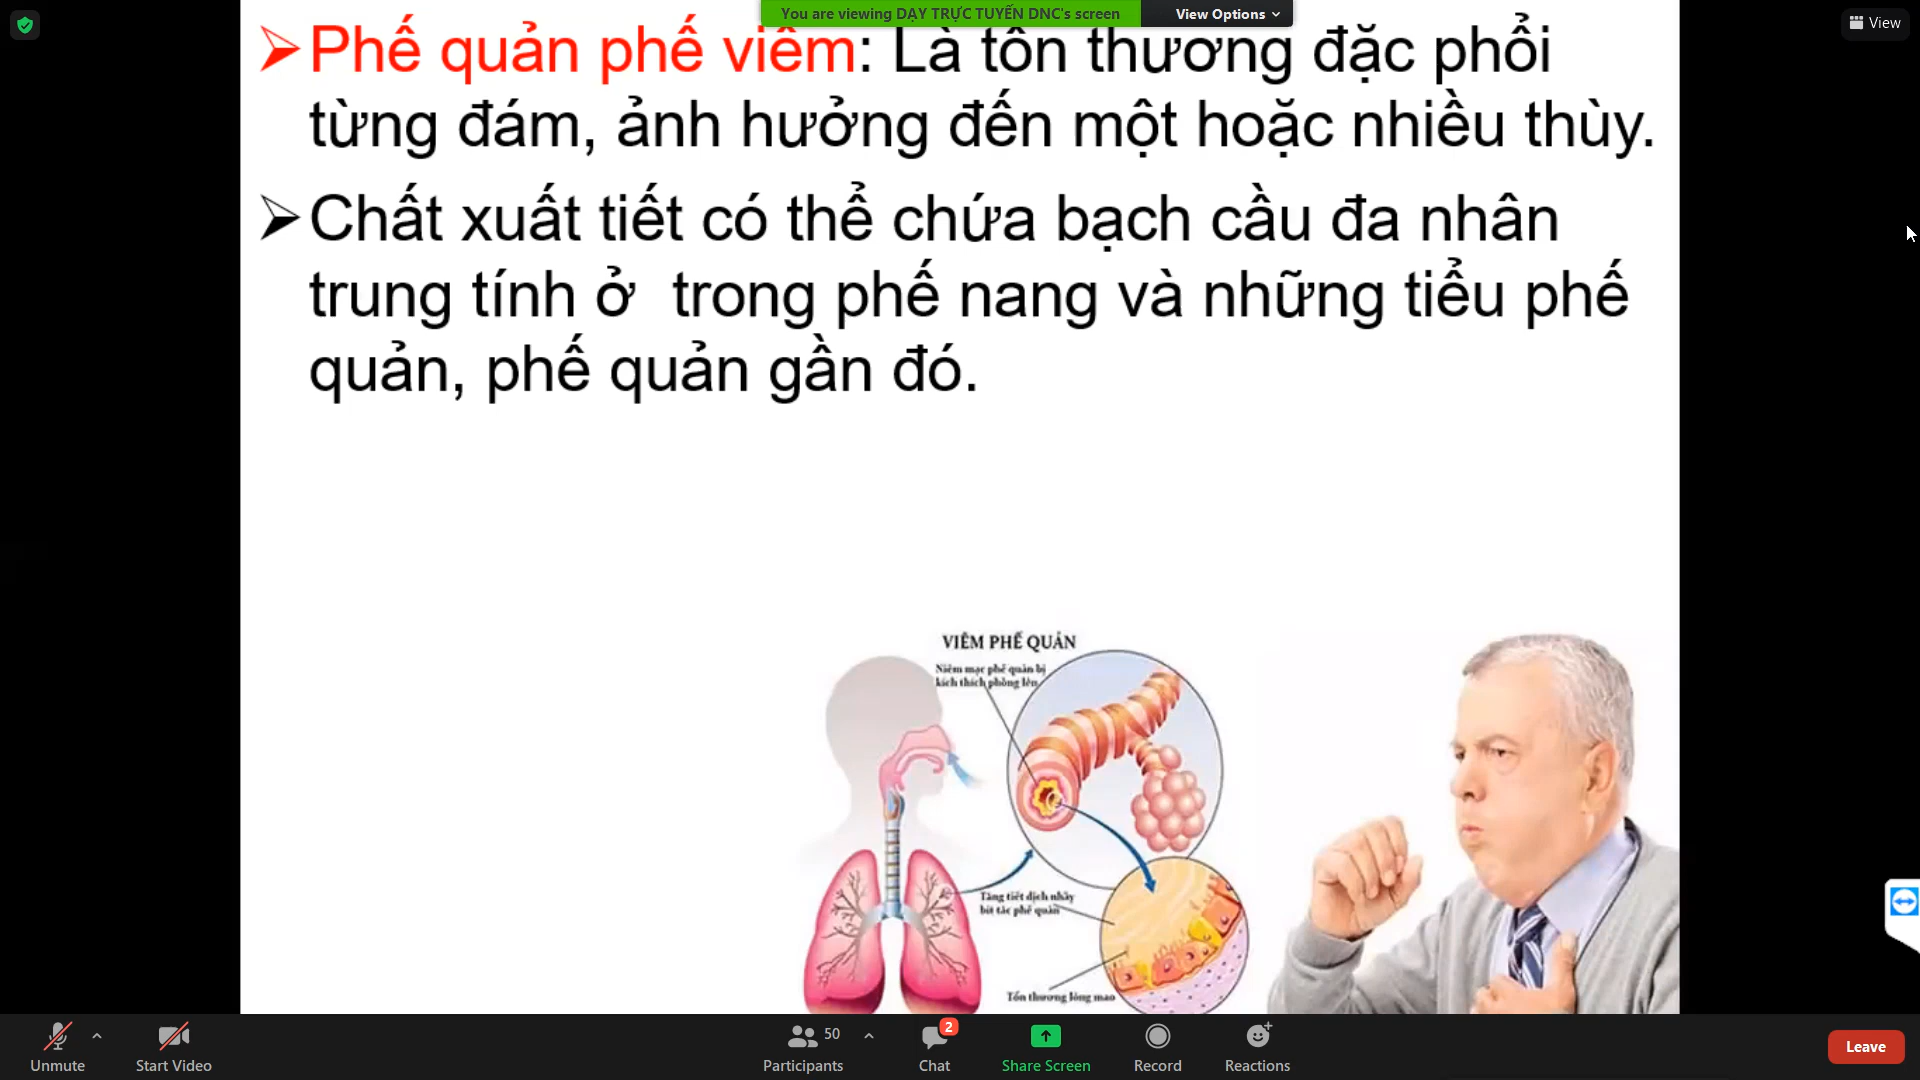 You are viewing DẠY TRỰC TUYẾN DNC's screen
View Options
View
Phế quản phế viêm: Là tổn thương đặc phổi
từng đám, ảnh hưởng đến một hoặc nhiều thùy.
Chất xuất tiết có thể chứa bạch cầu đa nhân
trung tính ở trong phế nang và những tiểu phế
quản, phế quản gần đó.
VIÊM PHẾ QUẢN
Niêm mạc phế quản bị
kích thích phồng lên
Tăng tiết dịch nhầy
bít tắc phế quản
Tổn thương lông mao
Unmute
Start Video
50
Participants
2
Chat
Share Screen
Record
Reactions
Leave